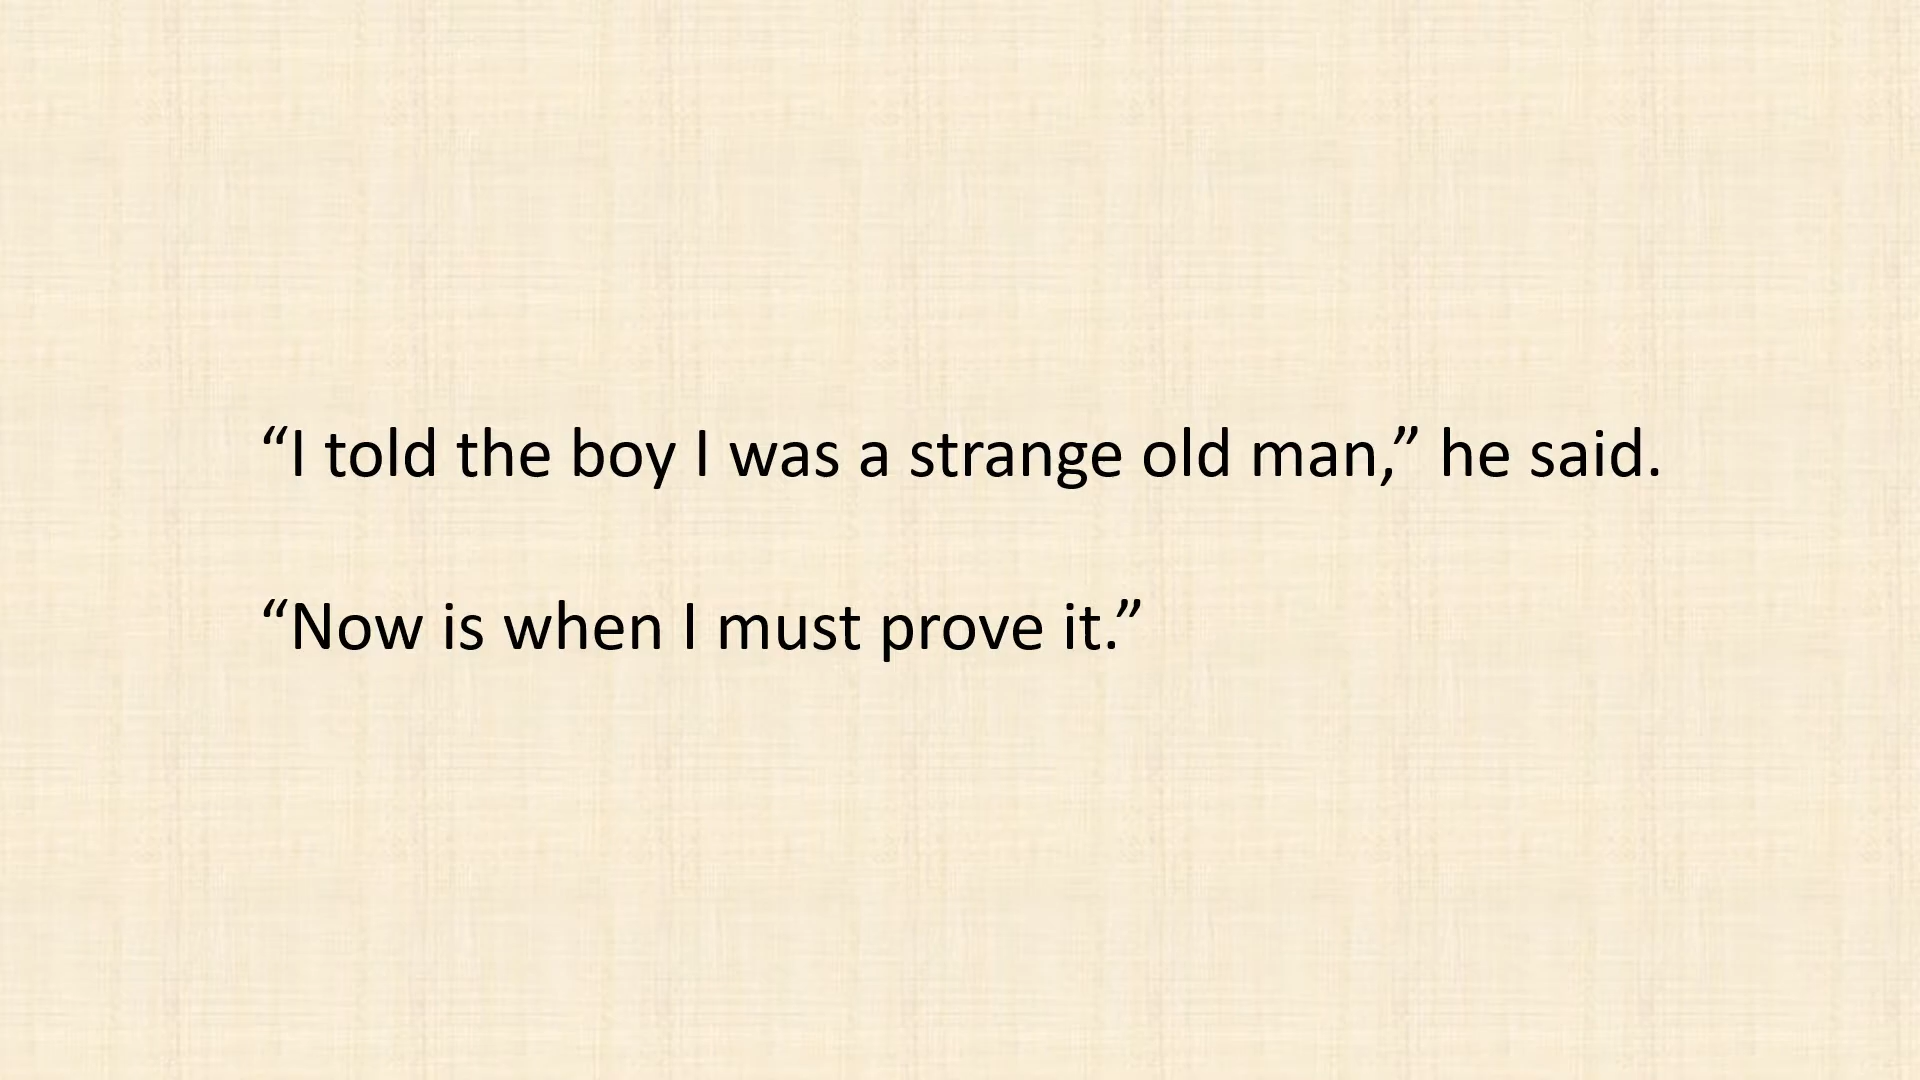 “I told the boy I was a strange old man,” he said.
“Now is when I must prove it.”